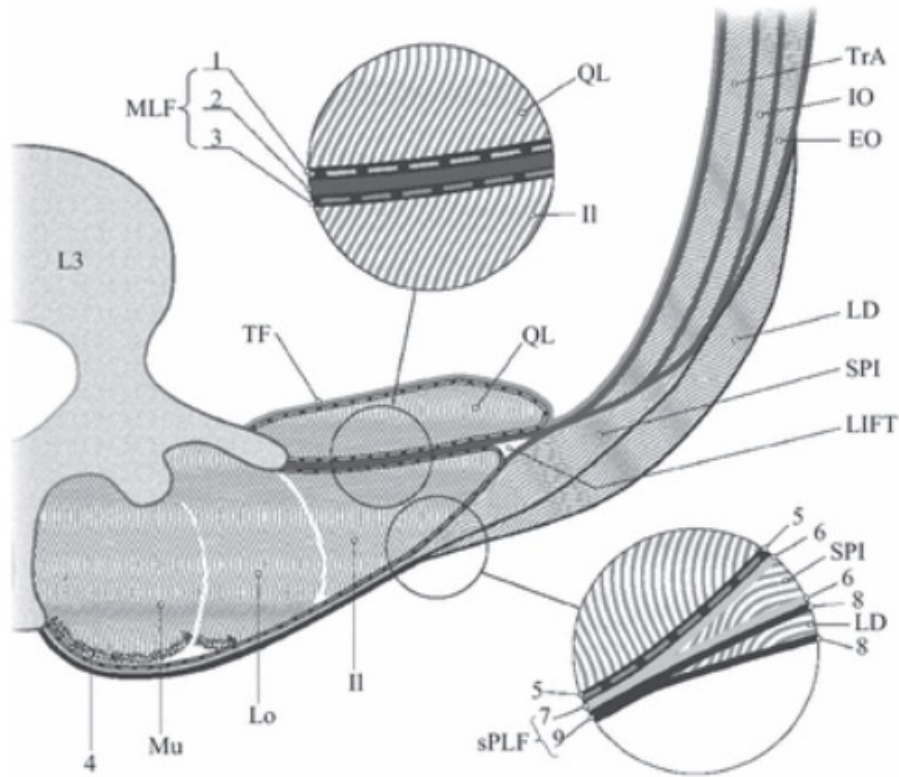 1
MLF 2
3
QL
Il
TrA
IO
EO
L3
TF
QL
LD
SPI
LIFT
5
6
SPI
6
8
LD
8
5
7
sPLF 9
Il
Lo
Mu
4